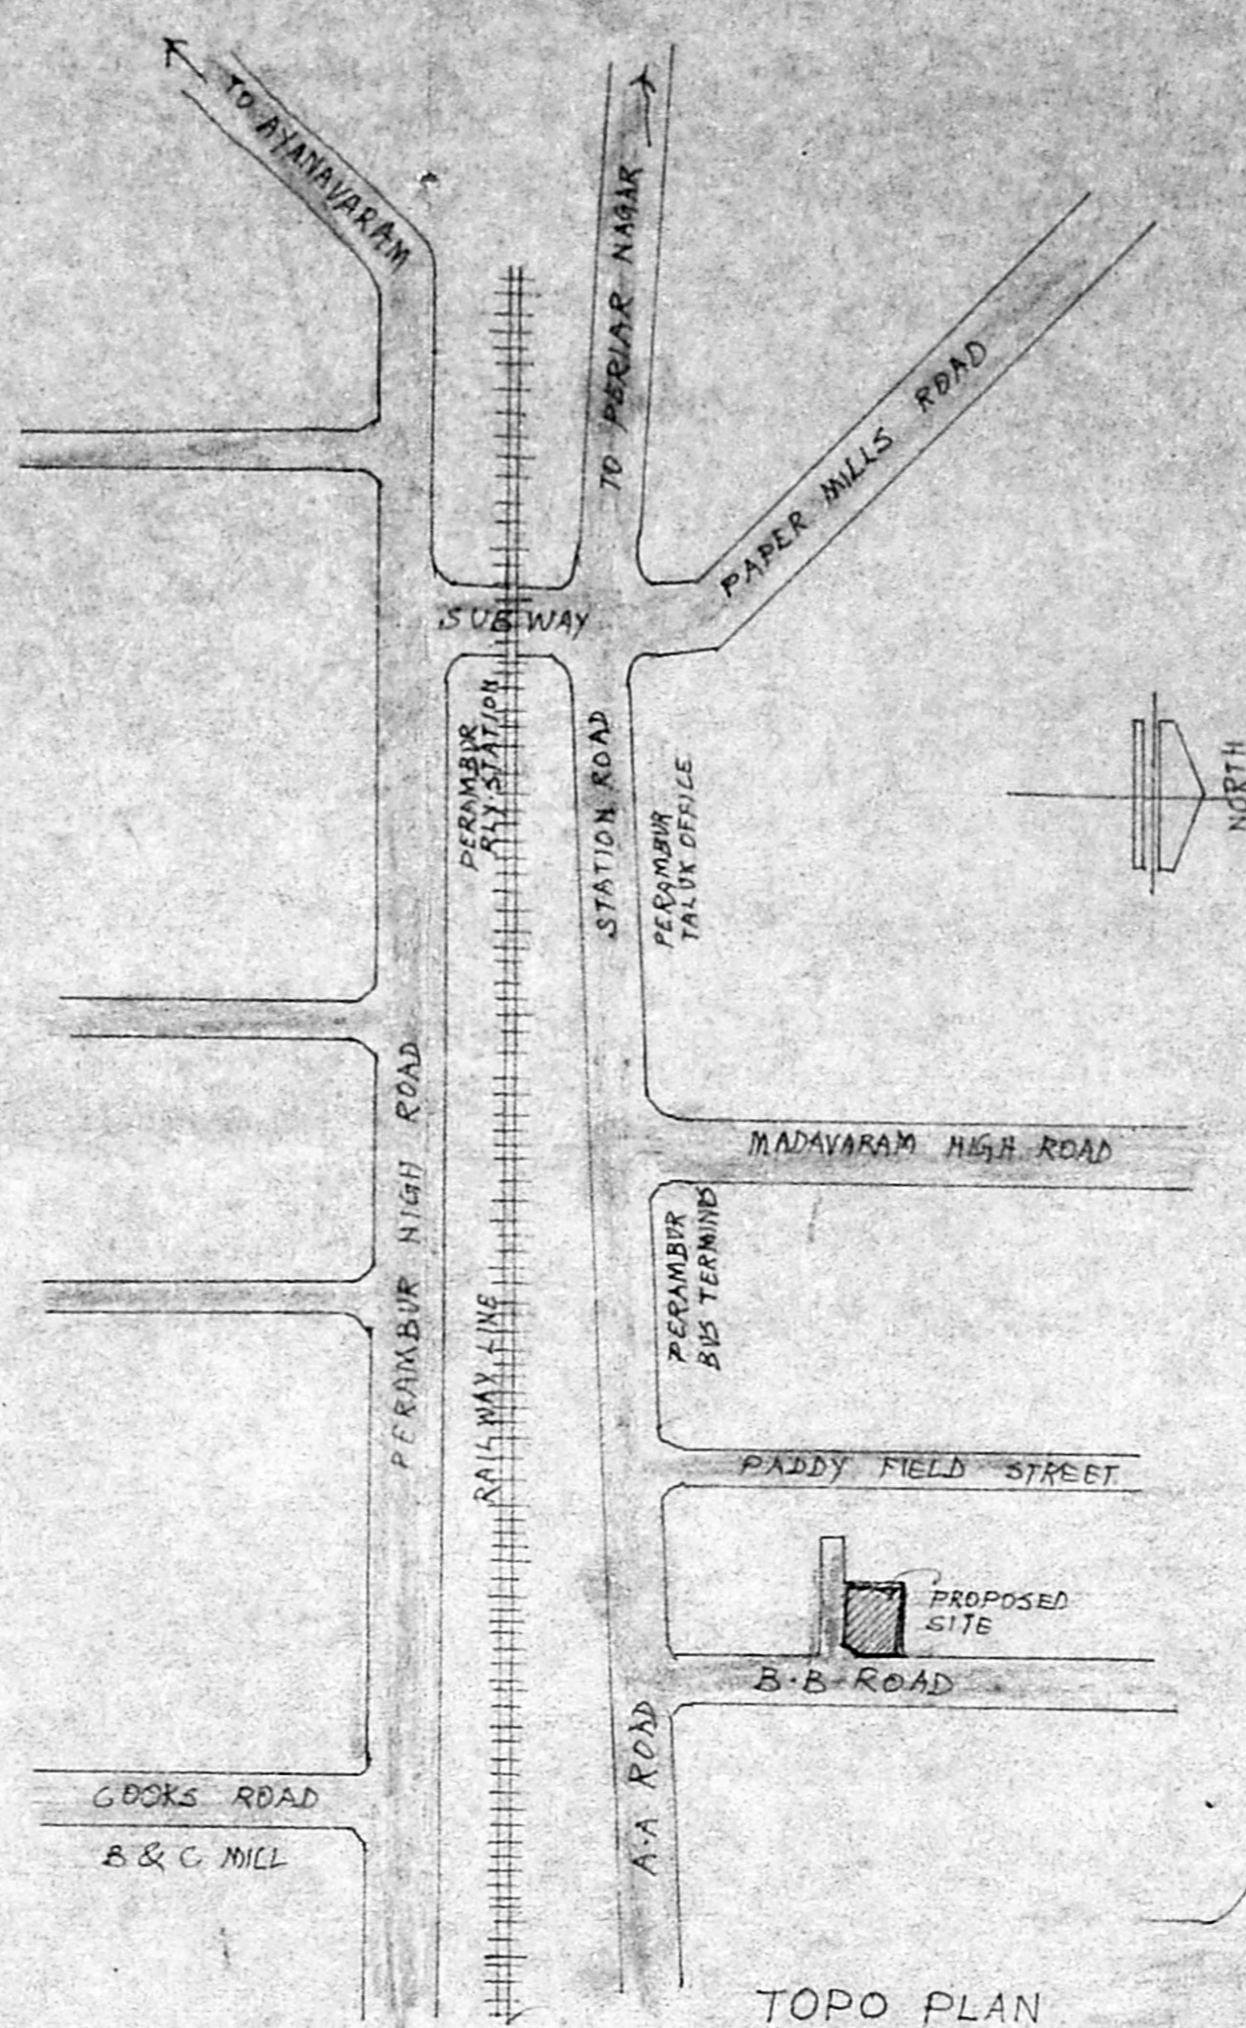 TO AYANAVARAM
TO PERIAR NAGAR
PAPER MILLS ROAD
SUBWAY
PERAMBUR
RLY. STATION
STATION ROAD
PERAMBUR
TALUK OFFICE
NORTH
PERAMBUR HIGH ROAD
MADAVARAM HIGH ROAD
PERAMBUR
BUS TERMINUS
RAILWAY LINE
PADDY FIELD STREET.
PROPOSED
SITE
B.B ROAD
A.A ROAD
COOKS ROAD
B & C MILL
TOPO PLAN